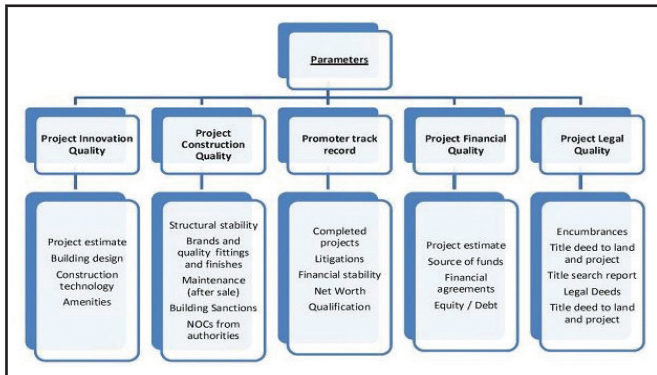 Parameters
Project Innovation
Quality
Project
Construction
Quality
Promoter track
record
Project Financial
Quality
Project Legal
Quality
Project estimate
Building design
Construction
technology
Amenities
Structural stability
Brands and
quality fittings
and finishes
Maintenance
(after sale)
Building Sanctions
NOCs from
authorities
Completed
projects
Litigations
Financial stability
Net Worth
Qualification
Project estimate
Source of funds
Financial
agreements
Equity / Debt
Encumbrances
Title deed to land
and project
Title search report
Legal Deeds
Title deed to land
and project